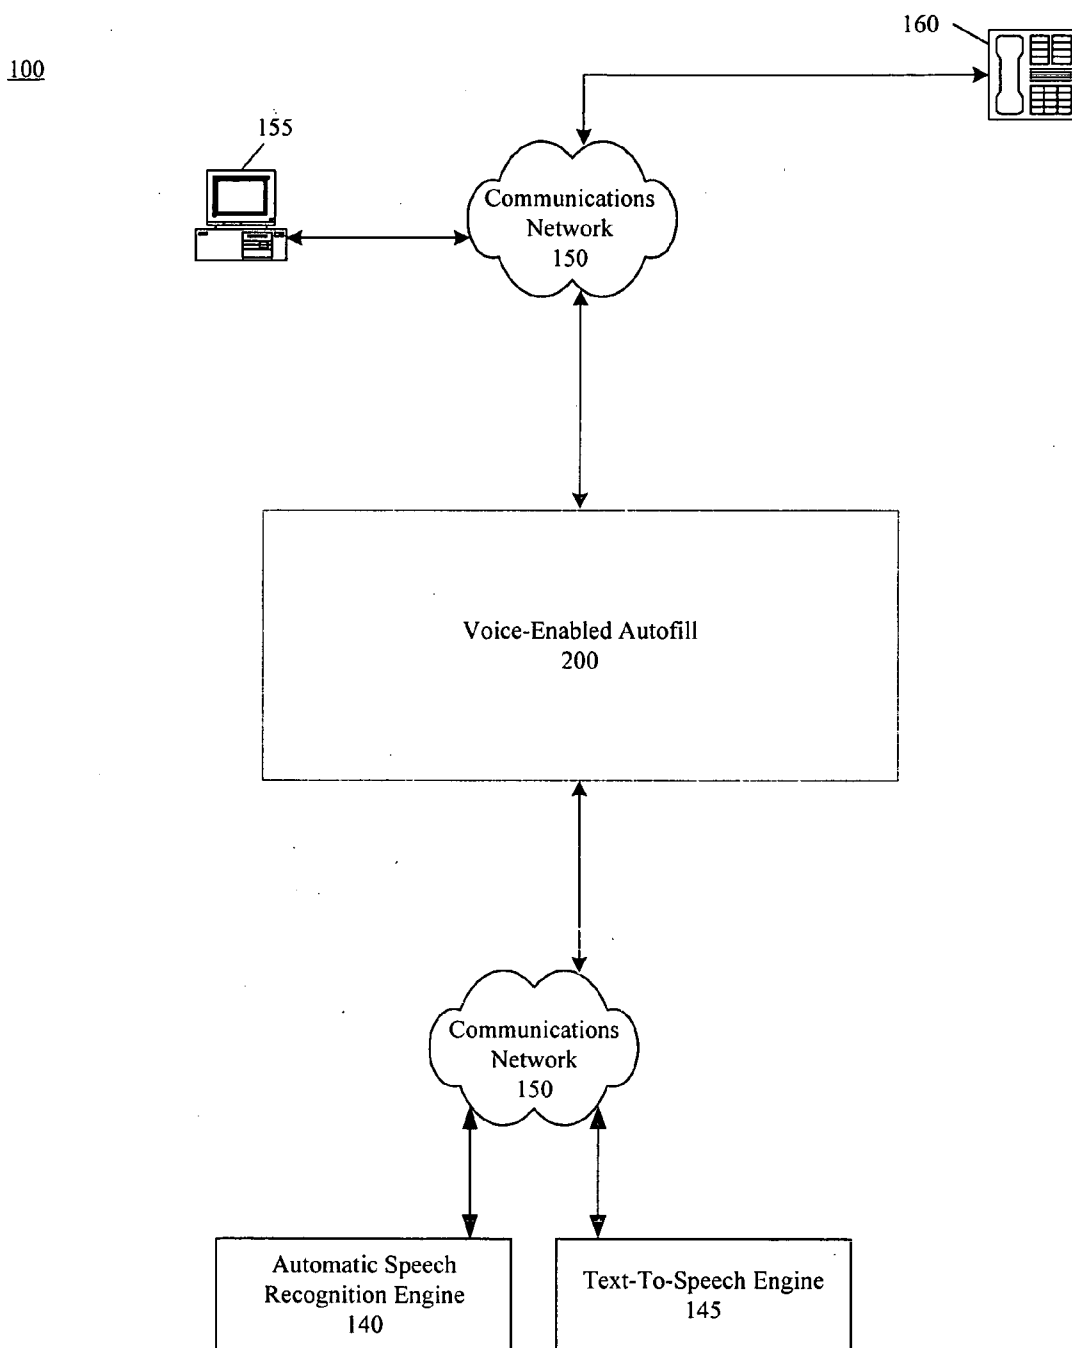 160
100
155
Communications
Network
150
Voice-Enabled Autofill
200
Communications
Network
150
Automatic Speech
Recognition Engine
140
Text-To-Speech Engine
145